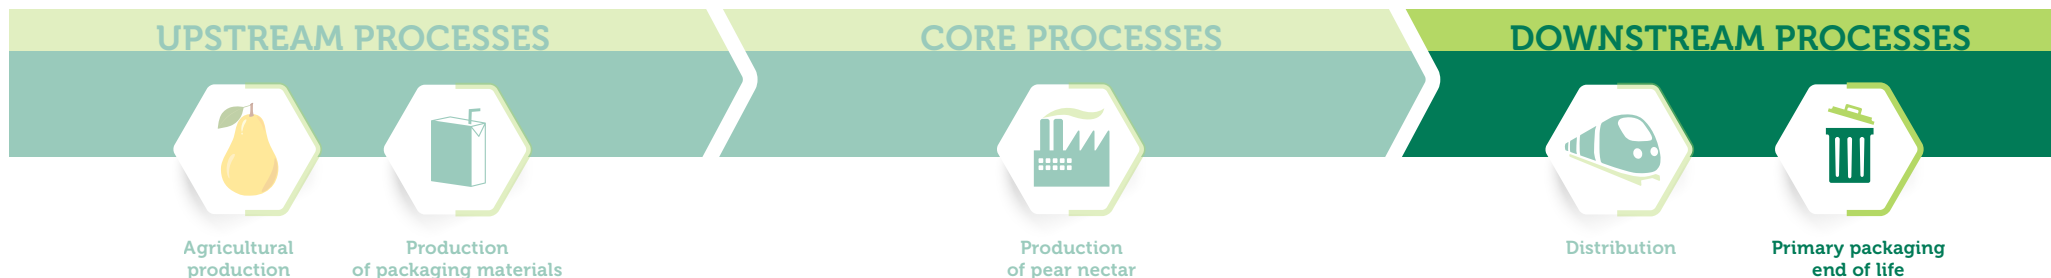 UPSTREAM PROCESSES
CORE PROCESSES
DOWNSTREAM PROCESSES
Agricultural
production
Production
of packaging materials
Production
of pear nectar
Distribution
Primary packaging
end of life